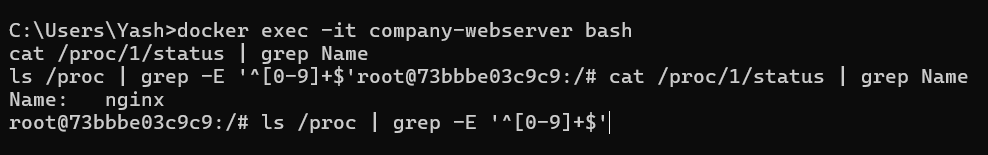 C:\Users\Yash>docker exec -it company-webserver bash
cat /proc/1/status | grep Name
ls /proc | grep -E '^[0-9]+$'root@73bbbe03c9c9:/# cat /proc/1/status | grep Name
Name:   nginx
root@73bbbe03c9c9:/# ls /proc | grep -E '^[0-9]+$'